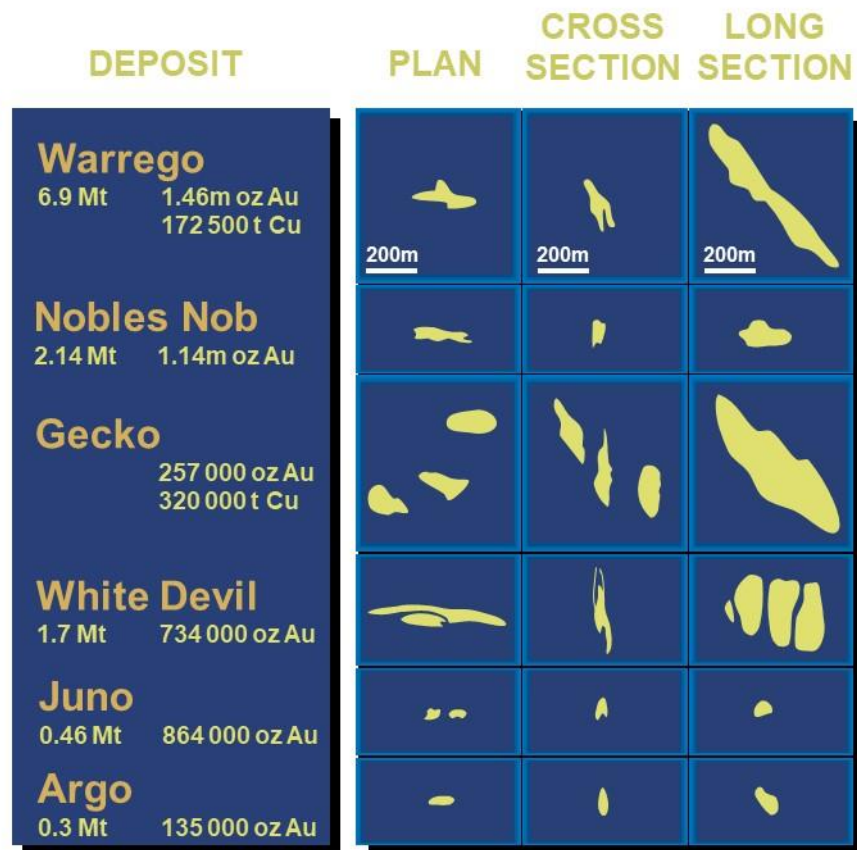 DEPOSIT PLAN CROSS SECTION LONG SECTION
Warrego
6.9 Mt 1.46m oz Au
172 500 t Cu
200m 200m 200m
Nobles Nob
2.14 Mt 1.14m oz Au
Gecko
257 000 oz Au
320 000 t Cu
White Devil
1.7 Mt 734 000 oz Au
Juno
0.46 Mt 864 000 oz Au
Argo
0.3 Mt 135 000 oz Au